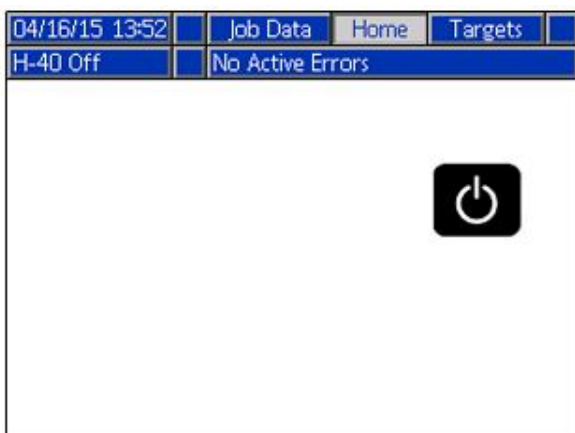 04/16/15 13:52 Job Data Home Targets
H-40 Off No Active Errors